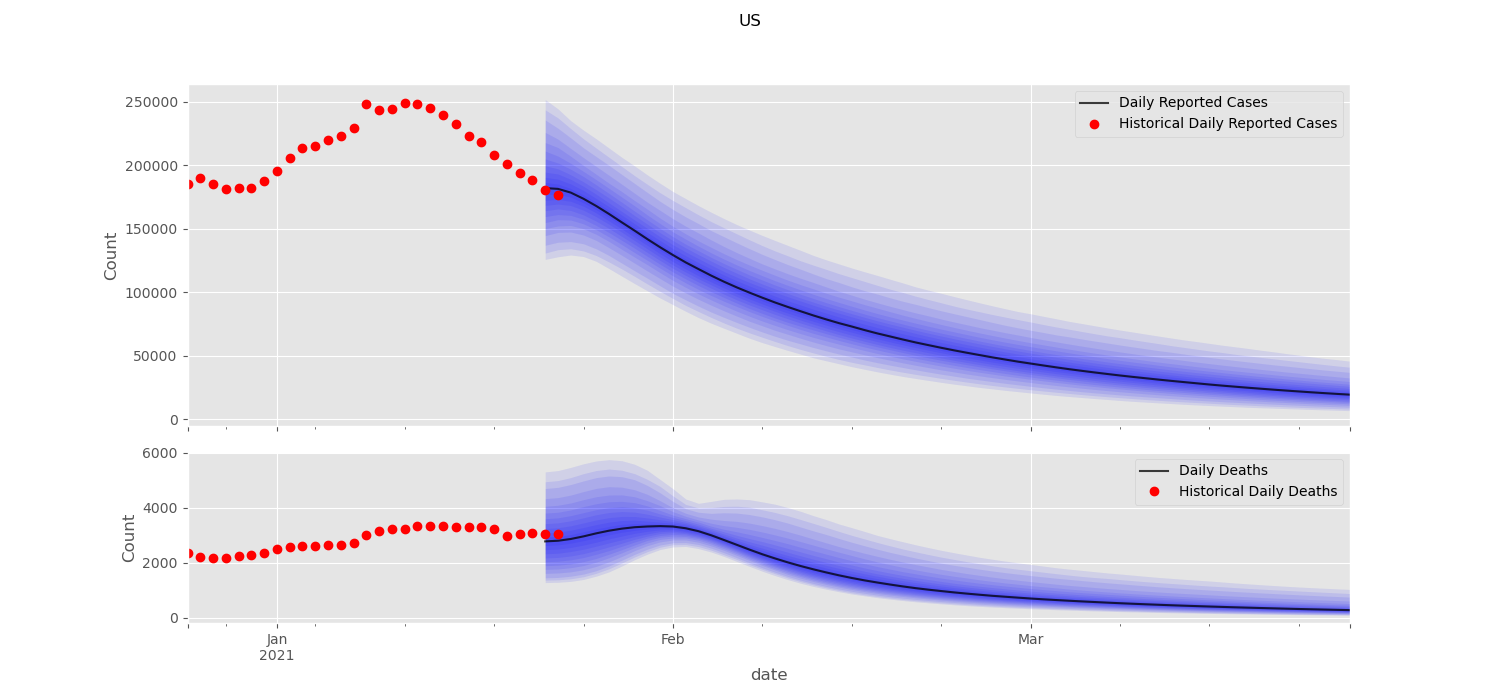 US
250000
200000
150000
100000
50000
0
Count
Daily Reported Cases
Historical Daily Reported Cases
6000
4000
2000
0
Count
Daily Deaths
Historical Daily Deaths
Jan
2021
Feb
Mar
date